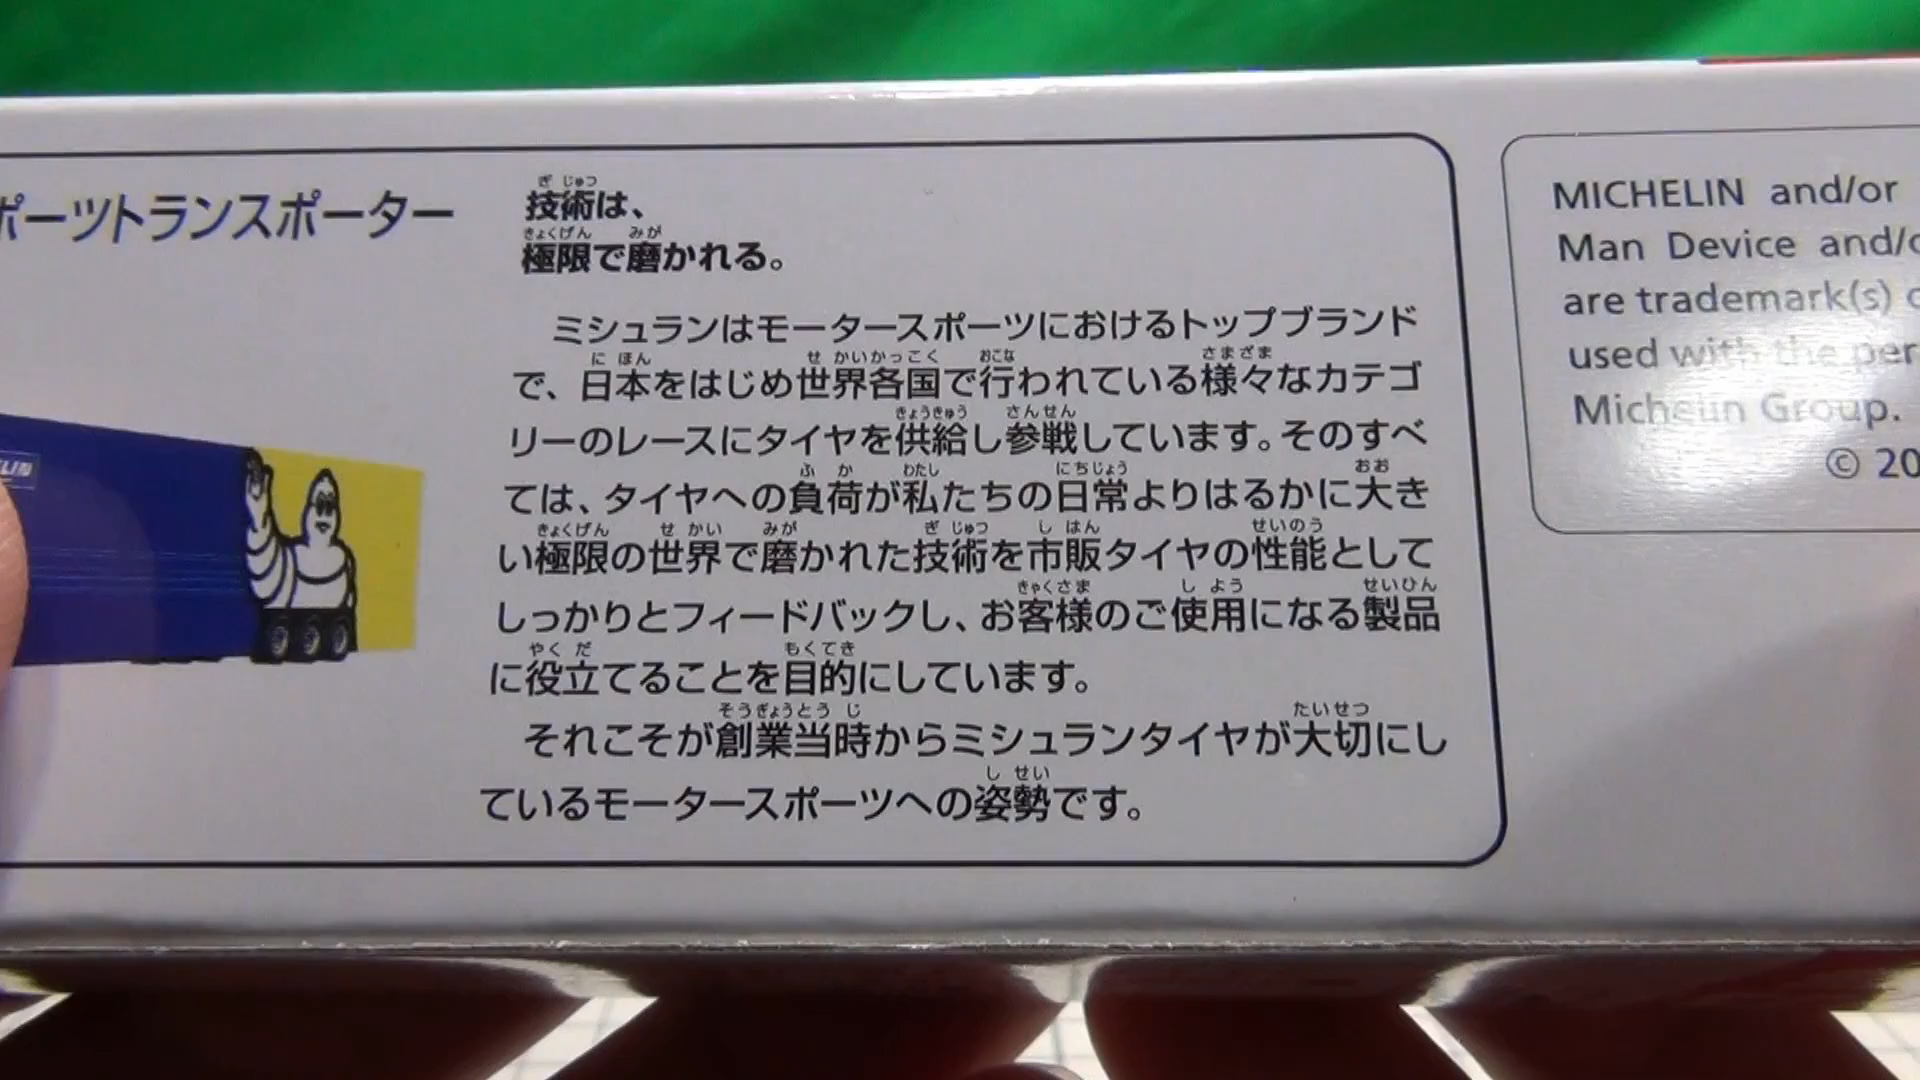 ポーツトランスポーター
技術は、
極限で磨かれる。
ミシュランはモータースポーツにおけるトップブランド
で、日本をはじめ世界各国で行われている様々なカテゴ
リーのレースにタイヤを供給し参戦しています。そのすべ
ては、タイヤへの負荷が私たちの日常よりはるかに大き
い極限の世界で磨かれた技術を市販タイヤの性能として
しっかりとフィードバックし、お客様のご使用になる製品
に役立てることを目的にしています。
それこそが創業当時からミシュランタイヤが大切にし
ているモータースポーツへの姿勢です。
MICHELIN and/or
Man Device and/
are trademark(s)
used with the per
Michelin Group.
© 20